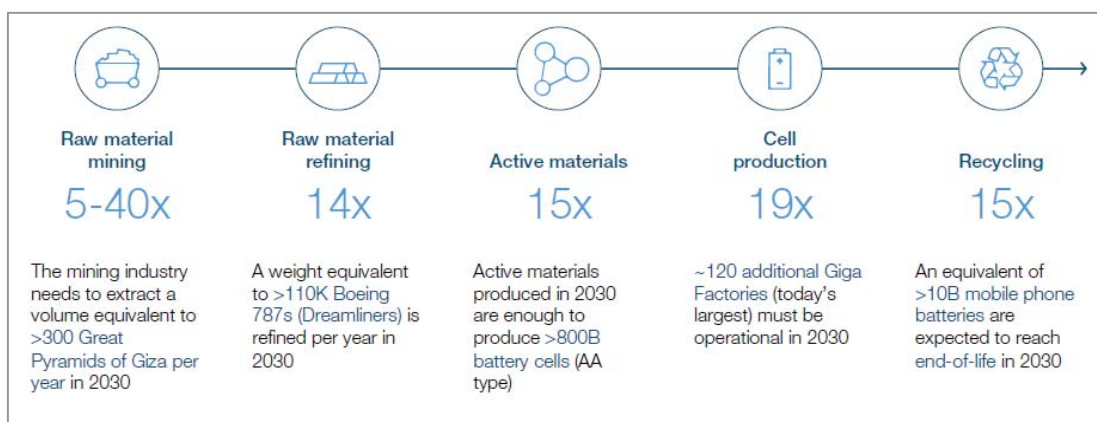 Raw material
mining
5-40x
The mining industry
needs to extract a
volume equivalent to
>300 Great
Pyramids of Giza per
year in 2030
Raw material
refining
14x
A weight equivalent
to >110K Boeing
787s (Dreamliners) is
refined per year in
2030
Active materials
15x
Active materials
produced in 2030
are enough to
produce >800B
battery cells (AA
type)
Cell
production
19x
~120 additional Giga
Factories (today's
largest) must be
operational in 2030
Recycling
15x
An equivalent of
>10B mobile phone
batteries are
expected to reach
end-of-life in 2030